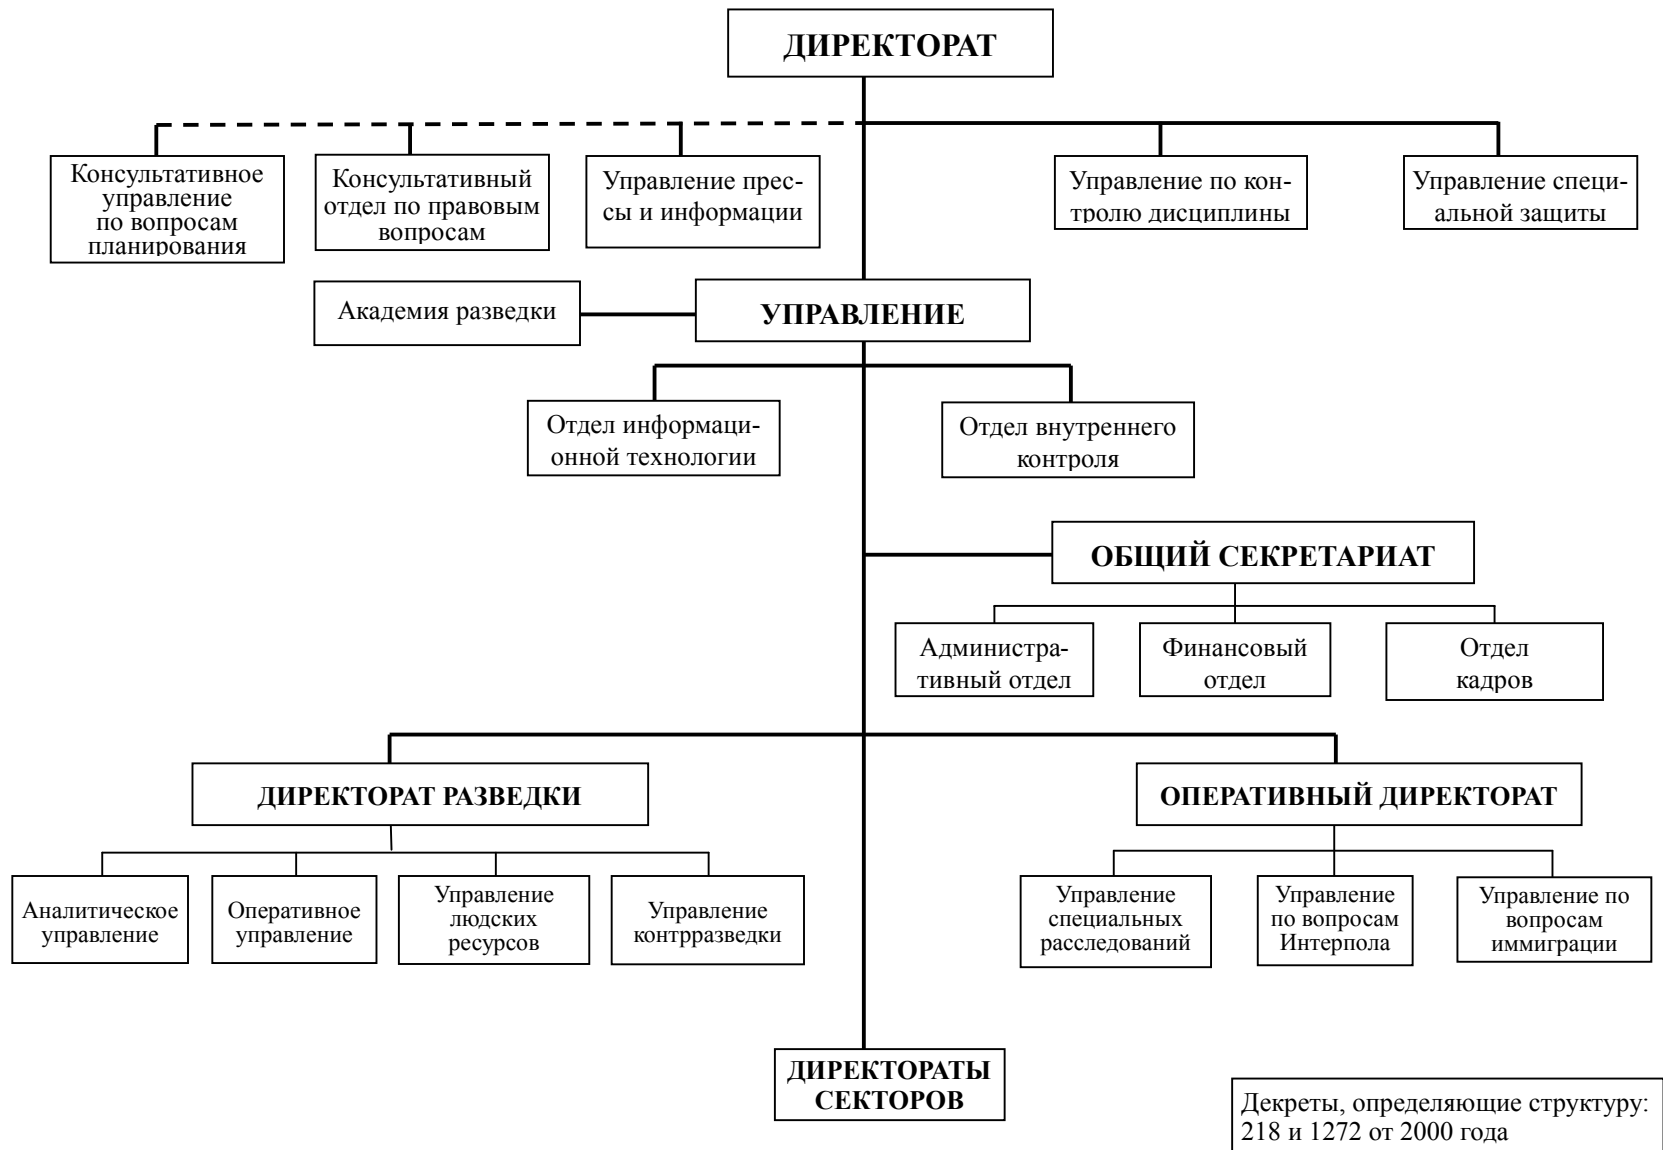 ДИРЕКТОРАТ
Консультативное
управление
по вопросам
планирования
Консультативный
отдел по правовым
вопросам
Управление прес-
сы и информации
Управление по кон-
тролю дисциплины
Управление специ-
альной защиты
Академия разведки
УПРАВЛЕНИЕ
Отдел информаци-
онной технологии
Отдел внутреннего
контроля
ОБЩИЙ СЕКРЕТАРИАТ
Администра-
тивный отдел
Финансовый
отдел
Отдел
кадров
ДИРЕКТОРАТ РАЗВЕДКИ
ОПЕРАТИВНЫЙ ДИРЕКТОРАТ
Аналитическое
управление
Оперативное
управление
Управление
людских
ресурсов
Управление
контрразведки
Управление
специальных
расследований
Управление
по вопросам
Интерпола
Управление по
вопросам
иммиграции
ДИРЕКТОРАТЫ
СЕКТОРОВ
Декреты, определяющие структуру:
218 и 1272 от 2000 года